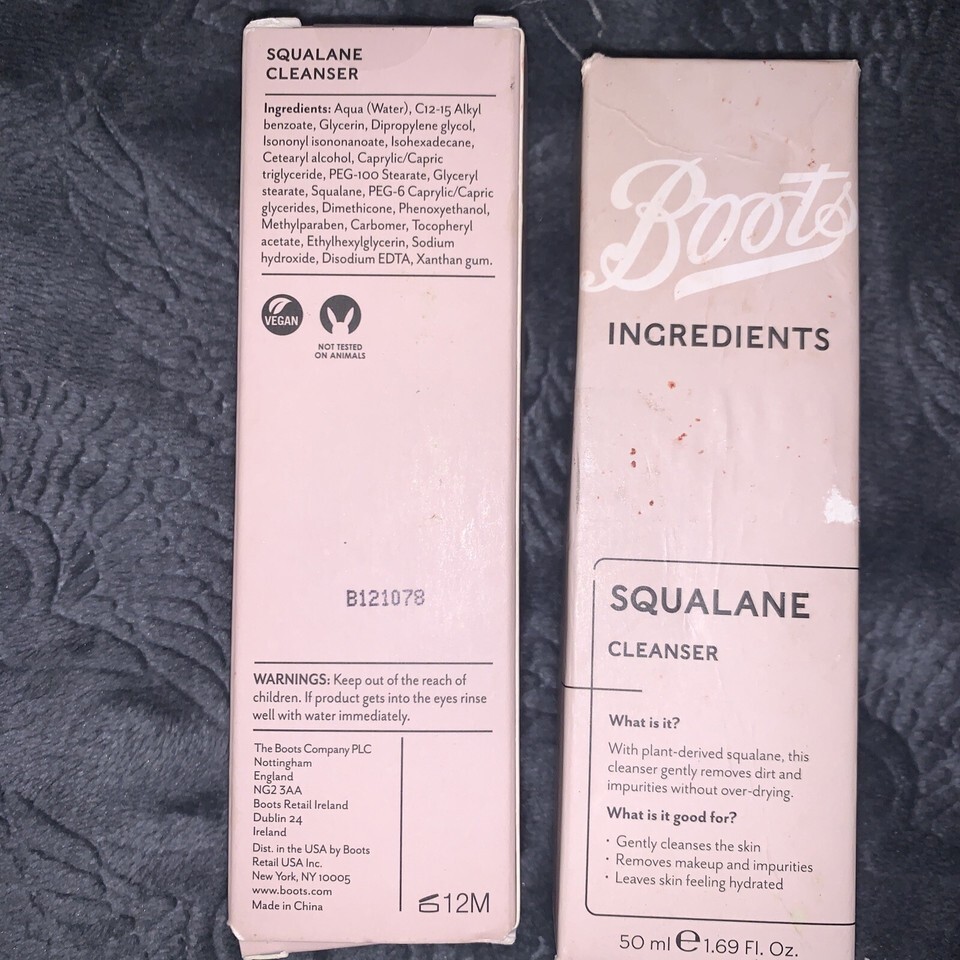 SQUALANE
CLEANSER
Ingredients: Aqua (Water), C12-15 Alkyl
benzoate, Glycerin, Dipropylene glycol,
Isononyl isononanoate, Isohexadecane,
Cetearyl alcohol, Caprylic/Capric
triglyceride, PEG-100 Stearate, Glyceryl
stearate, Squalane, PEG-6 Caprylic/Capric
glycerides, Dimethicone, Phenoxyethanol,
Methylparaben, Carbomer, Tocopheryl
acetate, Ethylhexylglycerin, Sodium
hydroxide, Disodium EDTA, Xanthan gum.
VEGAN
NOT TESTED
ON ANIMALS
B121078
WARNINGS: Keep out of the reach of
children. If product gets into the eyes rinse
well with water immediately.
The Boots Company PLC
Nottingham
England
NG2 3AA
Boots Retail Ireland
Dublin 24
Ireland
Dist. in the USA by Boots
Retail USA Inc.
New York, NY 10005
www.boots.com
Made in China
12M
Boots
INGREDIENTS
SQUALANE
CLEANSER
What is it?
With plant-derived squalane, this
cleanser gently removes dirt and
impurities without over-drying.
What is it good for?
· Gently cleanses the skin
· Removes makeup and impurities
· Leaves skin feeling hydrated
50 ml ℮ 1.69 Fl. Oz.